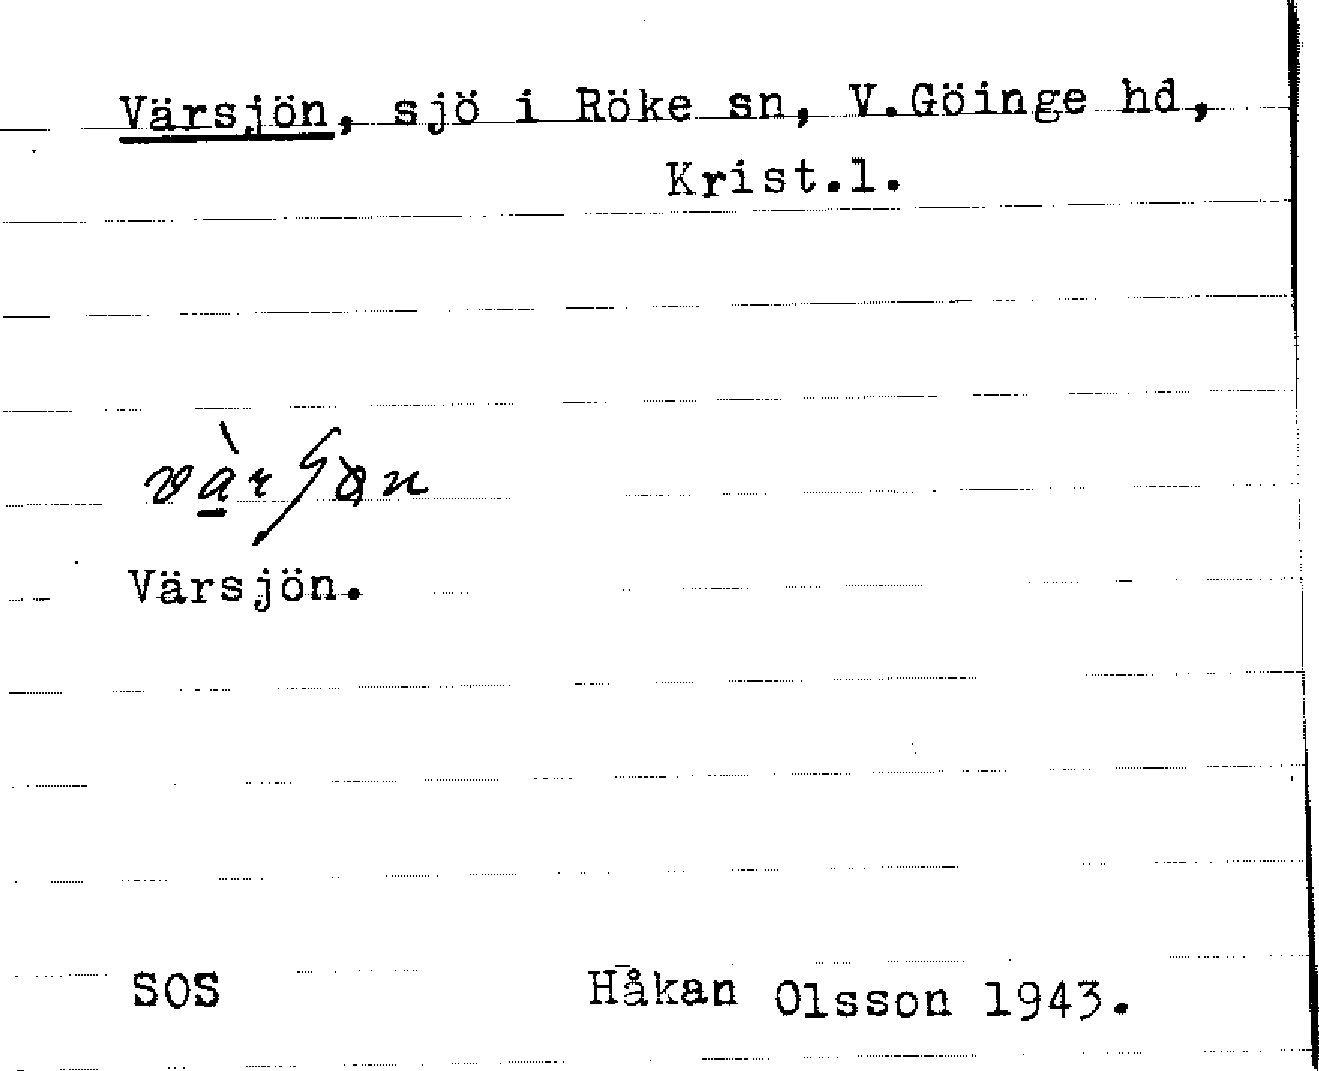 Värsjön, sjö i Röke sn, V.Göinge hd,
Krist.l.
Värsjön.
SOS Håkan Olsson 1943.